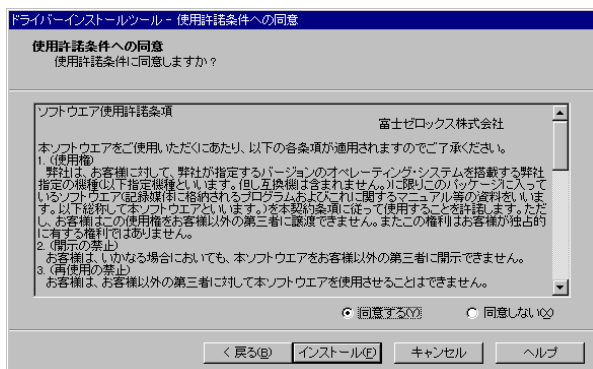 ドライバーインストールツール - 使用許諾条件への同意
使用許諾条件への同意
使用許諾条件に同意しますか?
ソフトウエア使用許諾条項
富士ゼロックス株式会社
本ソフトウエアをご使用いただくにあたり、以下の各条項が適用されますのでご了承ください。
1. (使用権)
弊社は、お客様に対して、弊社が指定するバージョンのオペレーティング・システムを搭載する弊社
指定の機種(以下指定機種といいます。但し互換機は含まれません。)に限りこのパッケージに入って
いるソフトウエア(記録媒体に格納されるプログラムおよびこれに関するマニュアル等の資料をいいま
す。以下総称して本ソフトウエアといいます。)を本契約条項に従って使用することを許諾します。ただ
し、お客様はこの使用権をお客様以外の第三者に譲渡できません。またこの権利はお客様が独占的
に有する権利ではありません。
2. (開示の禁止)
お客様は、いかなる場合においても、本ソフトウエアをお客様以外の第三者に開示できません。
3. (再使用の禁止)
お客様は、お客様以外の第三者に対して本ソフトウエアを使用させることはできません。
同意する(Y) 同意しない(X)
< 戻る(B) インストール(F) キャンセル ヘルプ